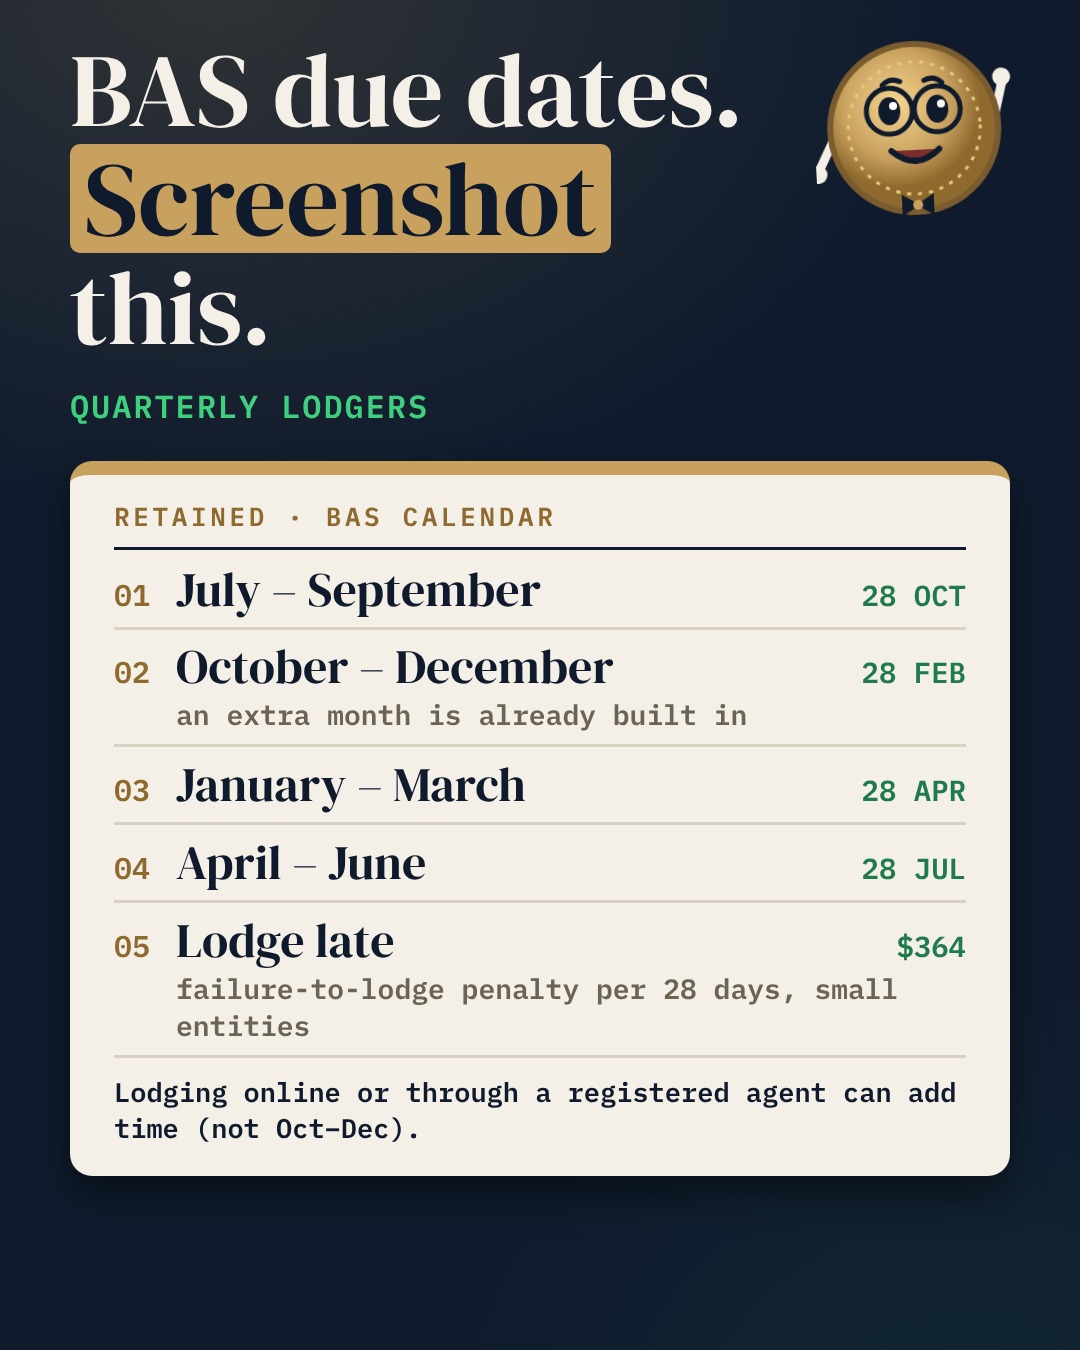 BAS due dates.
Screenshot
this.
QUARTERLY LODGERS
RETAINED · BAS CALENDAR
01 July – September 28 OCT
02 October – December 28 FEB
an extra month is already built in
03 January – March 28 APR
04 April – June 28 JUL
05 Lodge late $364
failure-to-lodge penalty per 28 days, small
entities
Lodging online or through a registered agent can add
time (not Oct–Dec).